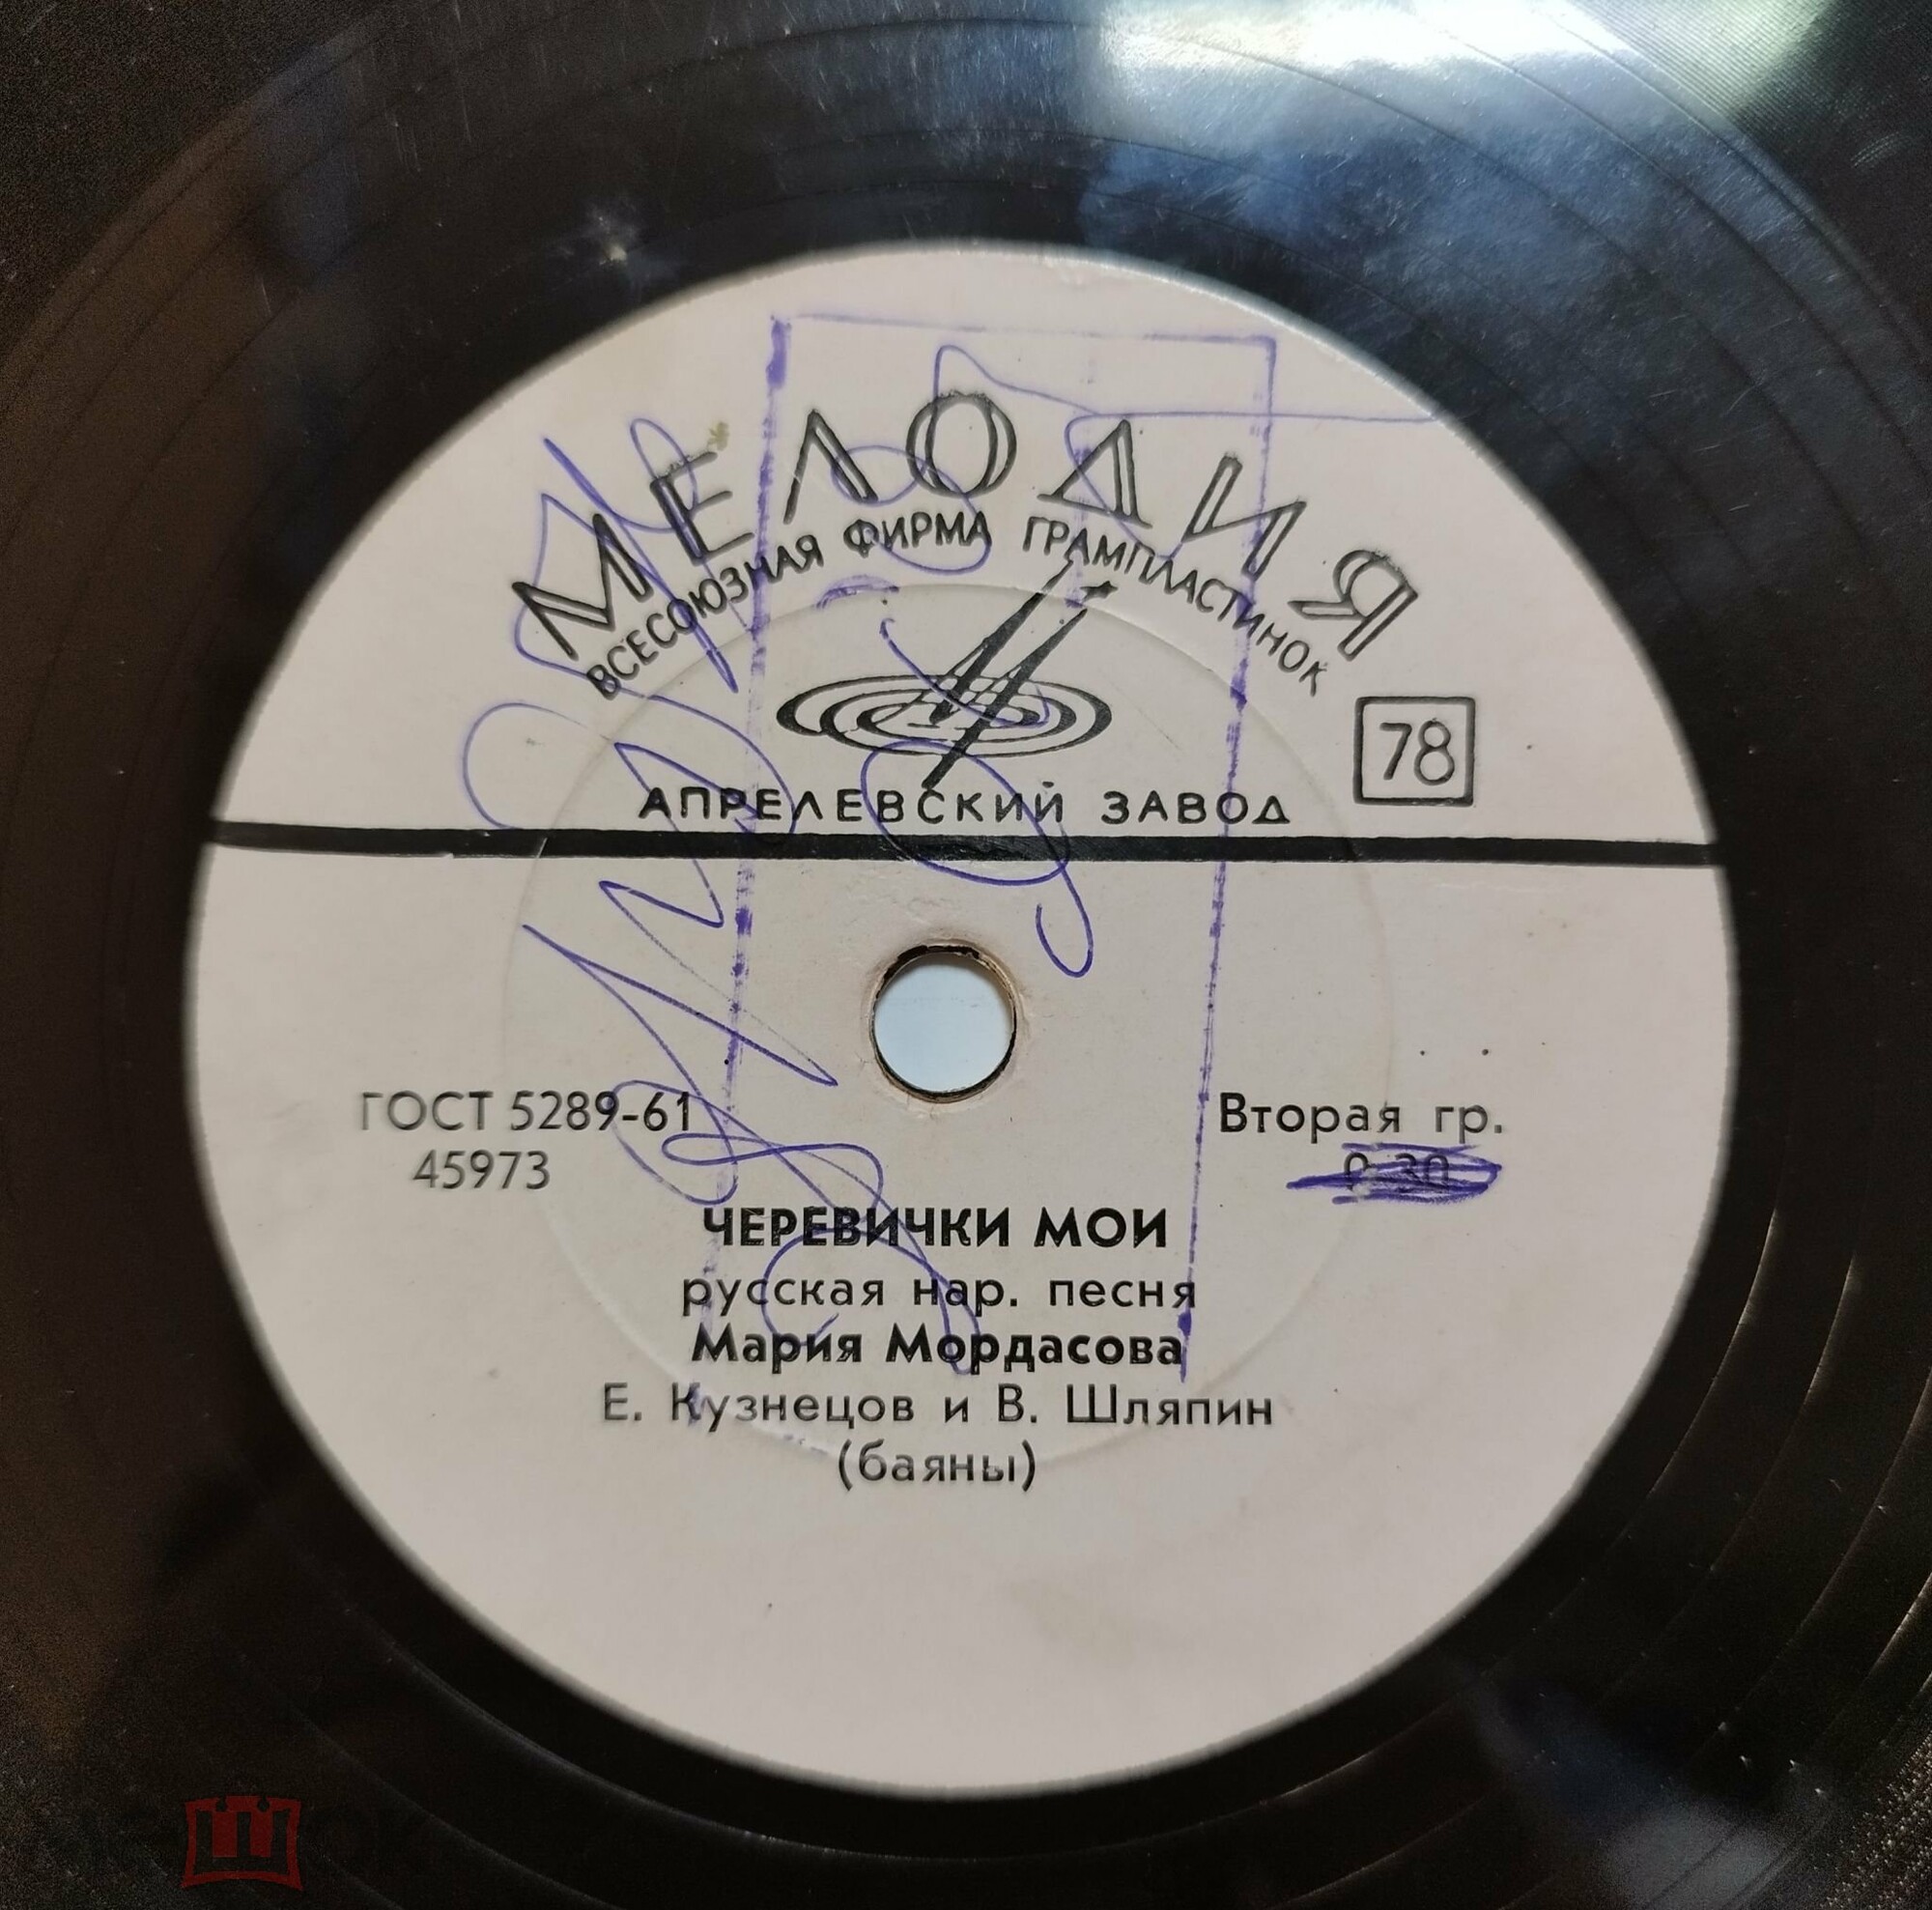 МЕЛОДИЯ
ВСЕСОЮЗНАЯ ФИРМА ГРАМПЛАСТИНОК
78
АПРЕЛЕВСКИЙ ЗАВОД
ГОСТ 5289-61
45973
Вторая гр.
ЧЕРЕВИЧКИ МОИ
русская нар. песня
Мария Мордасова
Е. Кузнецов и В. Шляпин
(баяны)